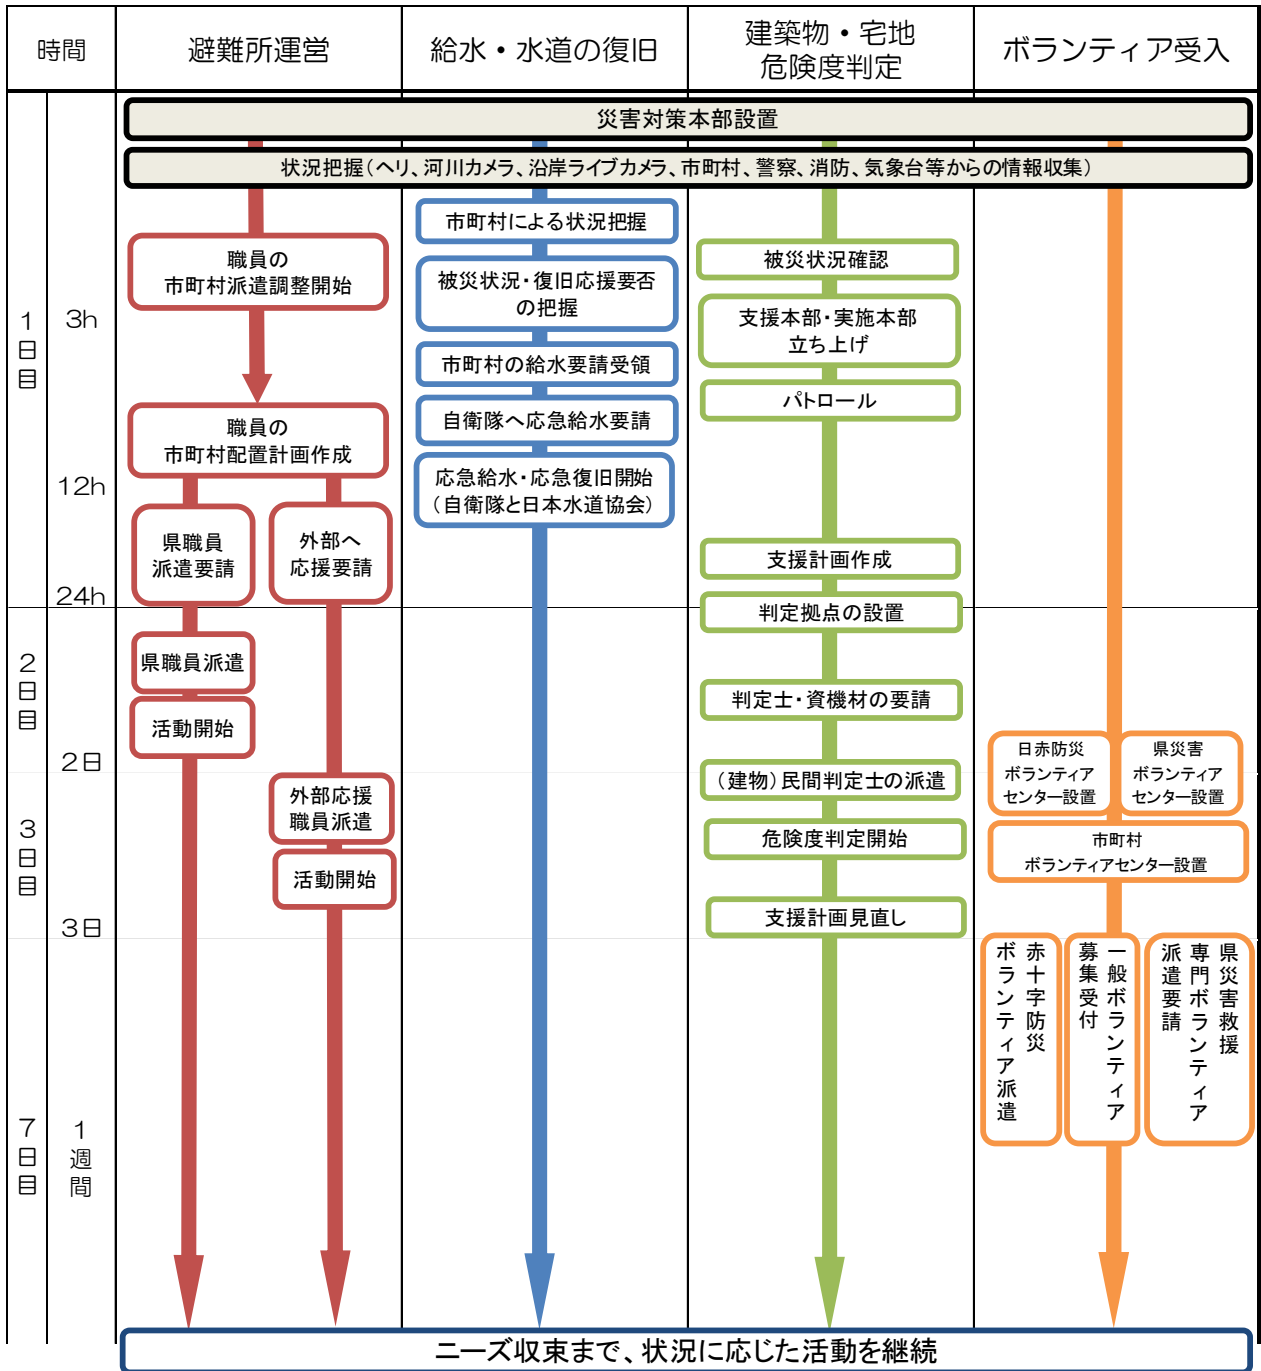 時間
避難所運営
給水・水道の復旧
建築物・宅地
危険度判定
ボランティア受入
災害対策本部設置
状況把握(ヘリ、河川カメラ、沿岸ライブカメラ、市町村、警察、消防、気象台等からの情報収集)
1日目
3h
12h
24h
2日目
2日
3日目
3日
7日目
1週間
職員の
市町村派遣調整開始
職員の
市町村配置計画作成
県職員
派遣要請
外部へ
応援要請
県職員派遣
活動開始
外部応援
職員派遣
活動開始
市町村による状況把握
被災状況・復旧応援要否
の把握
市町村の給水要請受領
自衛隊へ応急給水要請
応急給水・応急復旧開始
(自衛隊と日本水道協会)
被災状況確認
支援本部・実施本部
立ち上げ
パトロール
支援計画作成
判定拠点の設置
判定士・資機材の要請
(建物)民間判定士の派遣
危険度判定開始
支援計画見直し
日赤防災
ボランティア
センター設置
県災害
ボランティア
センター設置
市町村
ボランティアセンター設置
赤十字防災
ボランティア派遣
一般ボランティア
募集受付
県災害救援
専門ボランティア
派遣要請
ニーズ収束まで、状況に応じた活動を継続